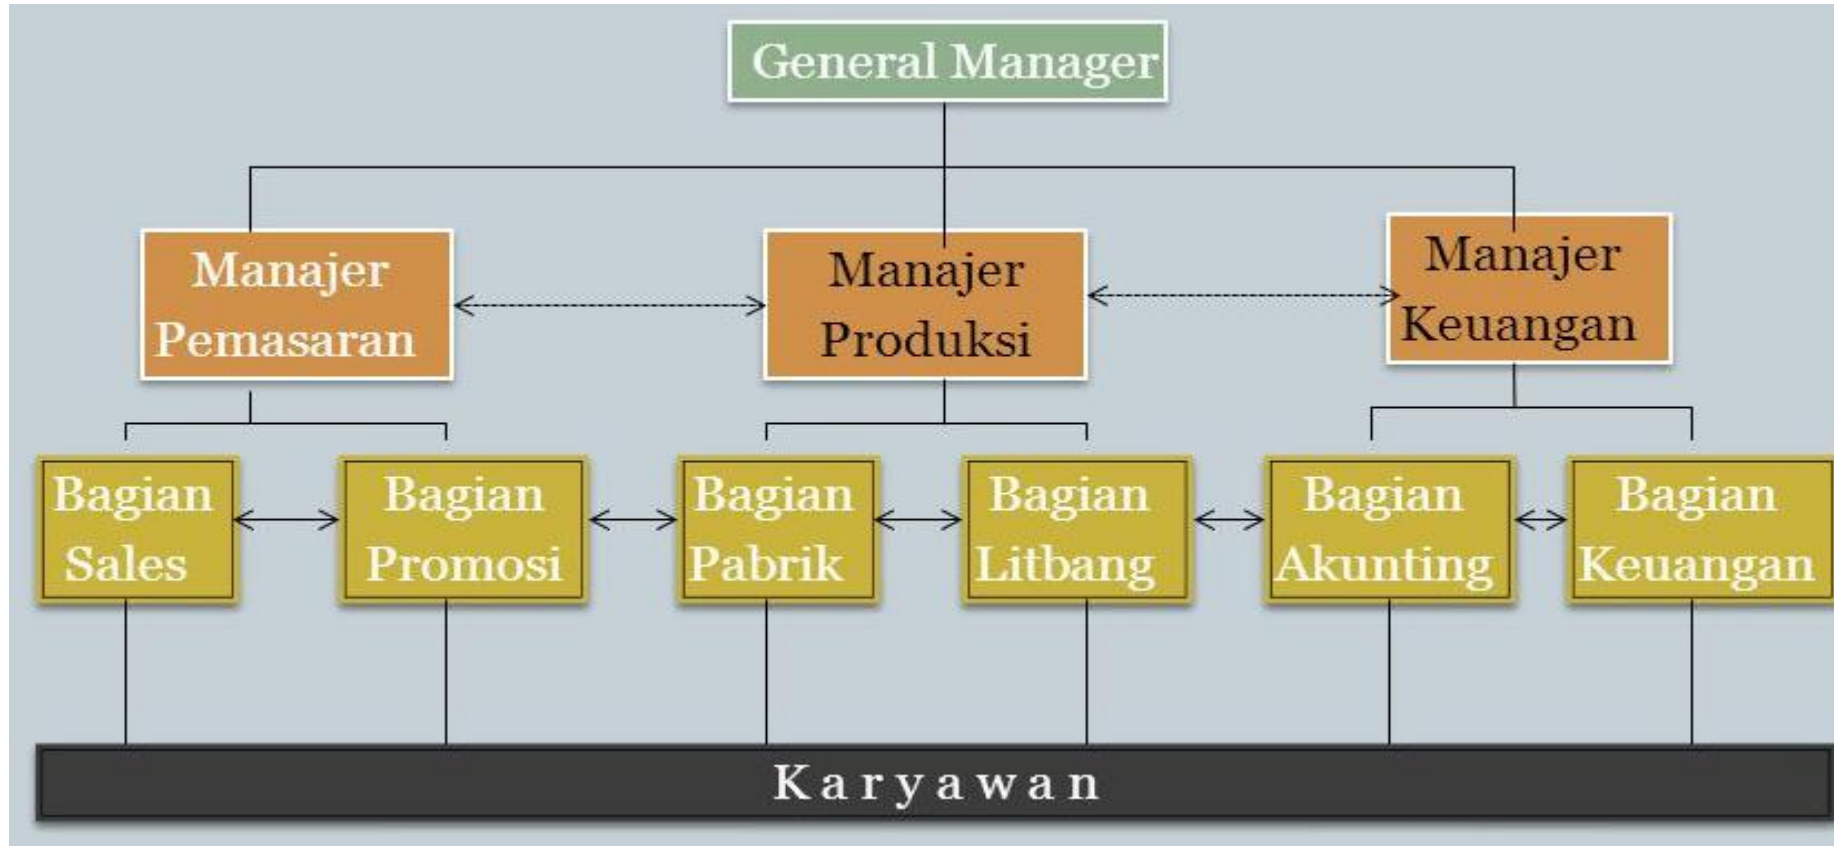 General Manager
Manajer
Pemasaran
Manajer
Produksi
Manajer
Keuangan
Bagian
Sales
Bagian
Promosi
Bagian
Pabrik
Bagian
Litbang
Bagian
Akunting
Bagian
Keuangan
Karyawan